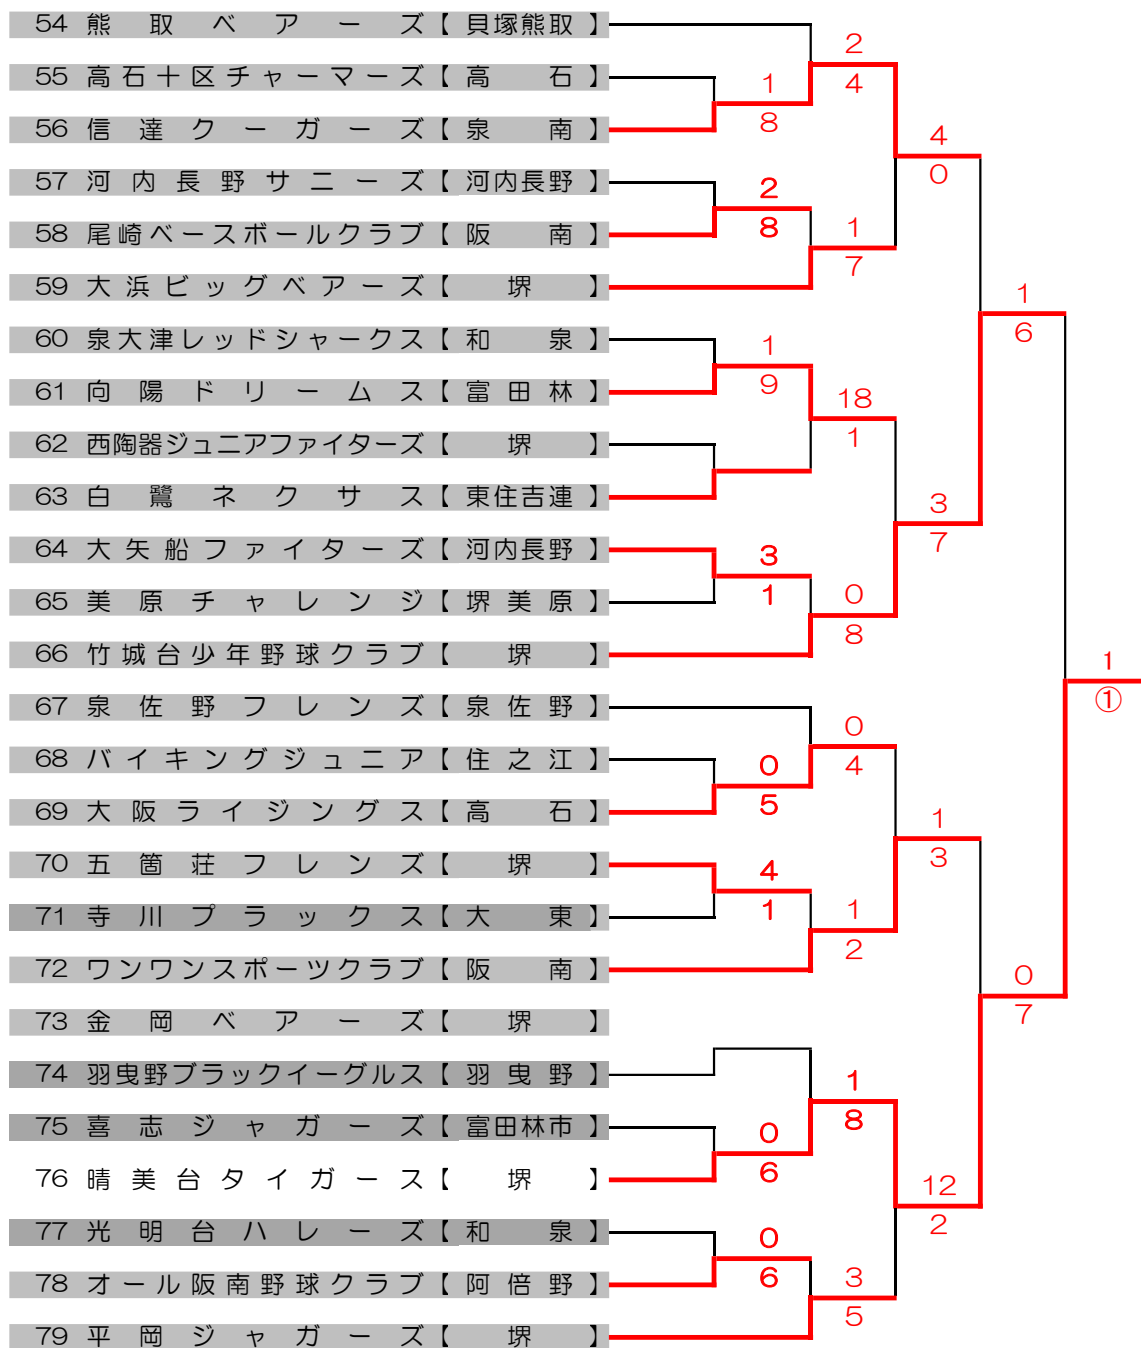 54 熊取ベアーズ【貝塚熊取】
2
55 高石十区チャーマーズ【高石】
1
4
56 信達クーガーズ【泉南】
8
4
0
57 河内長野サニーズ【河内長野】
2
58 尾崎ベースボールクラブ【阪南】
8
1
7
59 大浜ビッグベアーズ【堺】
1
6
60 泉大津レッドシャークス【和泉】
1
61 向陽ドリームス【富田林】
9
18
1
62 西陶器ジュニアファイターズ【堺】
63 白鷺ネクサス【東住吉連】
3
7
64 大矢船ファイターズ【河内長野】
3
65 美原チャレンジ【堺美原】
1
0
8
66 竹城台少年野球クラブ【堺】
1
①
67 泉佐野フレンズ【泉佐野】
0
68 バイキングジュニア【住之江】
0
4
69 大阪ライジングス【高石】
5
1
3
70 五箇荘フレンズ【堺】
4
71 寺川プラックス【大東】
1
1
2
72 ワンワンスポーツクラブ【阪南】
0
7
73 金岡ベアーズ【堺】
74 羽曳野ブラックイーグルス【羽曳野】
1
8
75 喜志ジャガーズ【富田林市】
0
76 晴美台タイガース【堺】
6
12
2
77 光明台ハレーズ【和泉】
0
78 オール阪南野球クラブ【阿倍野】
6
3
5
79 平岡ジャガーズ【堺】